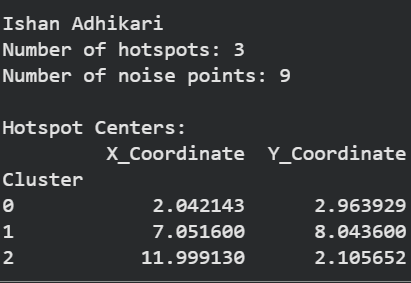 Ishan Adhikari
Number of hotspots: 3
Number of noise points: 9
Hotspot Centers:
X_Coordinate Y_Coordinate
Cluster
0 2.042143 2.963929
1 7.051600 8.043600
2 11.999130 2.105652